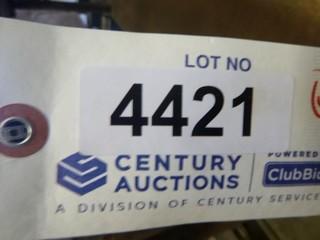 LOT NO
4421
CENTURY AUCTIONS
POWERED
ClubBid
A DIVISION OF CENTURY SERVICE